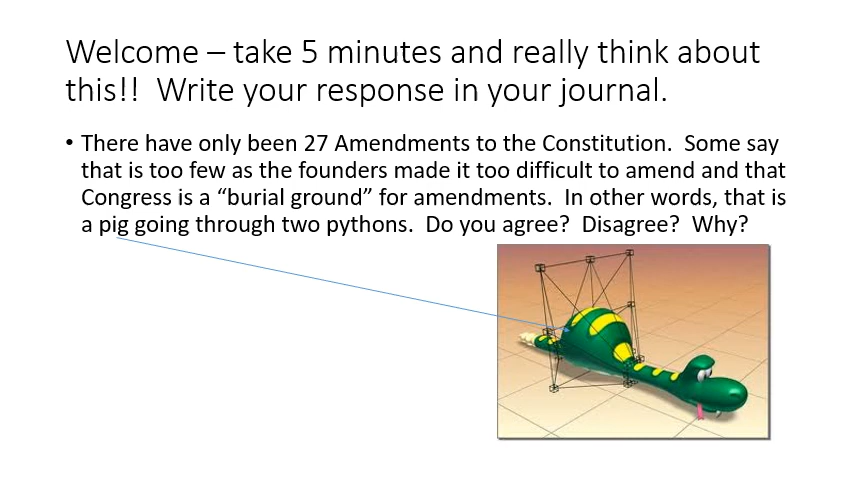 Welcome – take 5 minutes and really think about
this!!  Write your response in your journal.
• There have only been 27 Amendments to the Constitution.  Some say
that is too few as the founders made it too difficult to amend and that
Congress is a “burial ground” for amendments.  In other words, that is
a pig going through two pythons.  Do you agree?  Disagree?  Why?